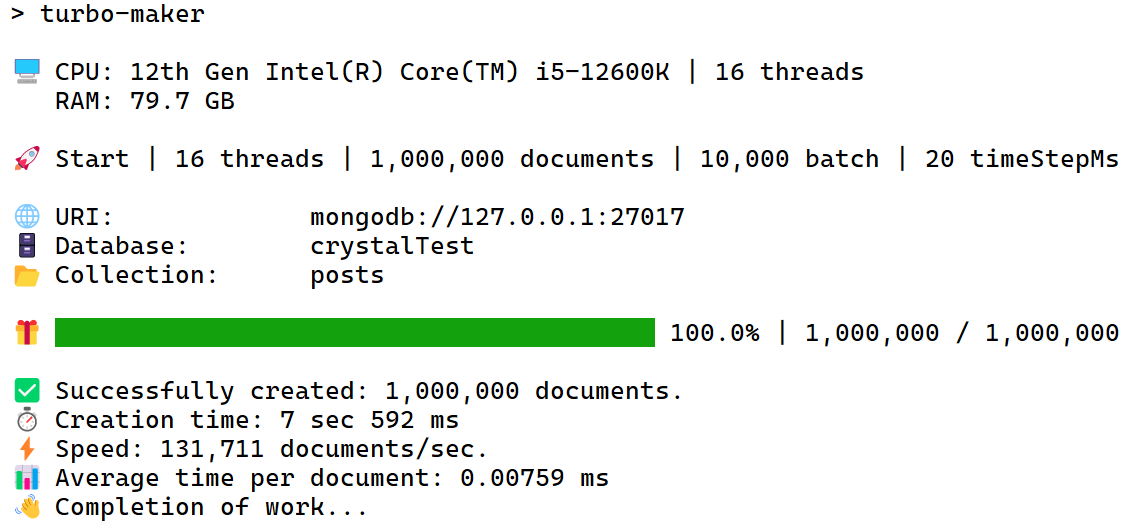 > turbo-maker
CPU: 12th Gen Intel(R) Core(TM) i5-12600K | 16 threads
RAM: 79.7 GB
Start | 16 threads | 1,000,000 documents | 10,000 batch | 20 timeStepMs
URI: mongodb://127.0.0.1:27017
Database: crystalTest
Collection: posts
100.0% | 1,000,000 / 1,000,000
Successfully created: 1,000,000 documents.
Creation time: 7 sec 592 ms
Speed: 131,711 documents/sec.
Average time per document: 0.00759 ms
Completion of work...